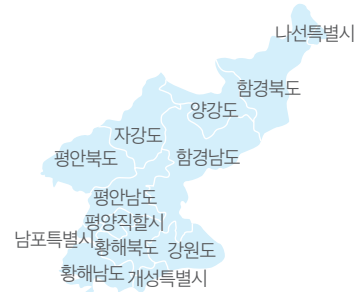 나선특별시
함경북도
양강도
자강도
평안북도
함경남도
평안남도
평양직할시
남포특별시
황해북도
강원도
황해남도
개성특별시